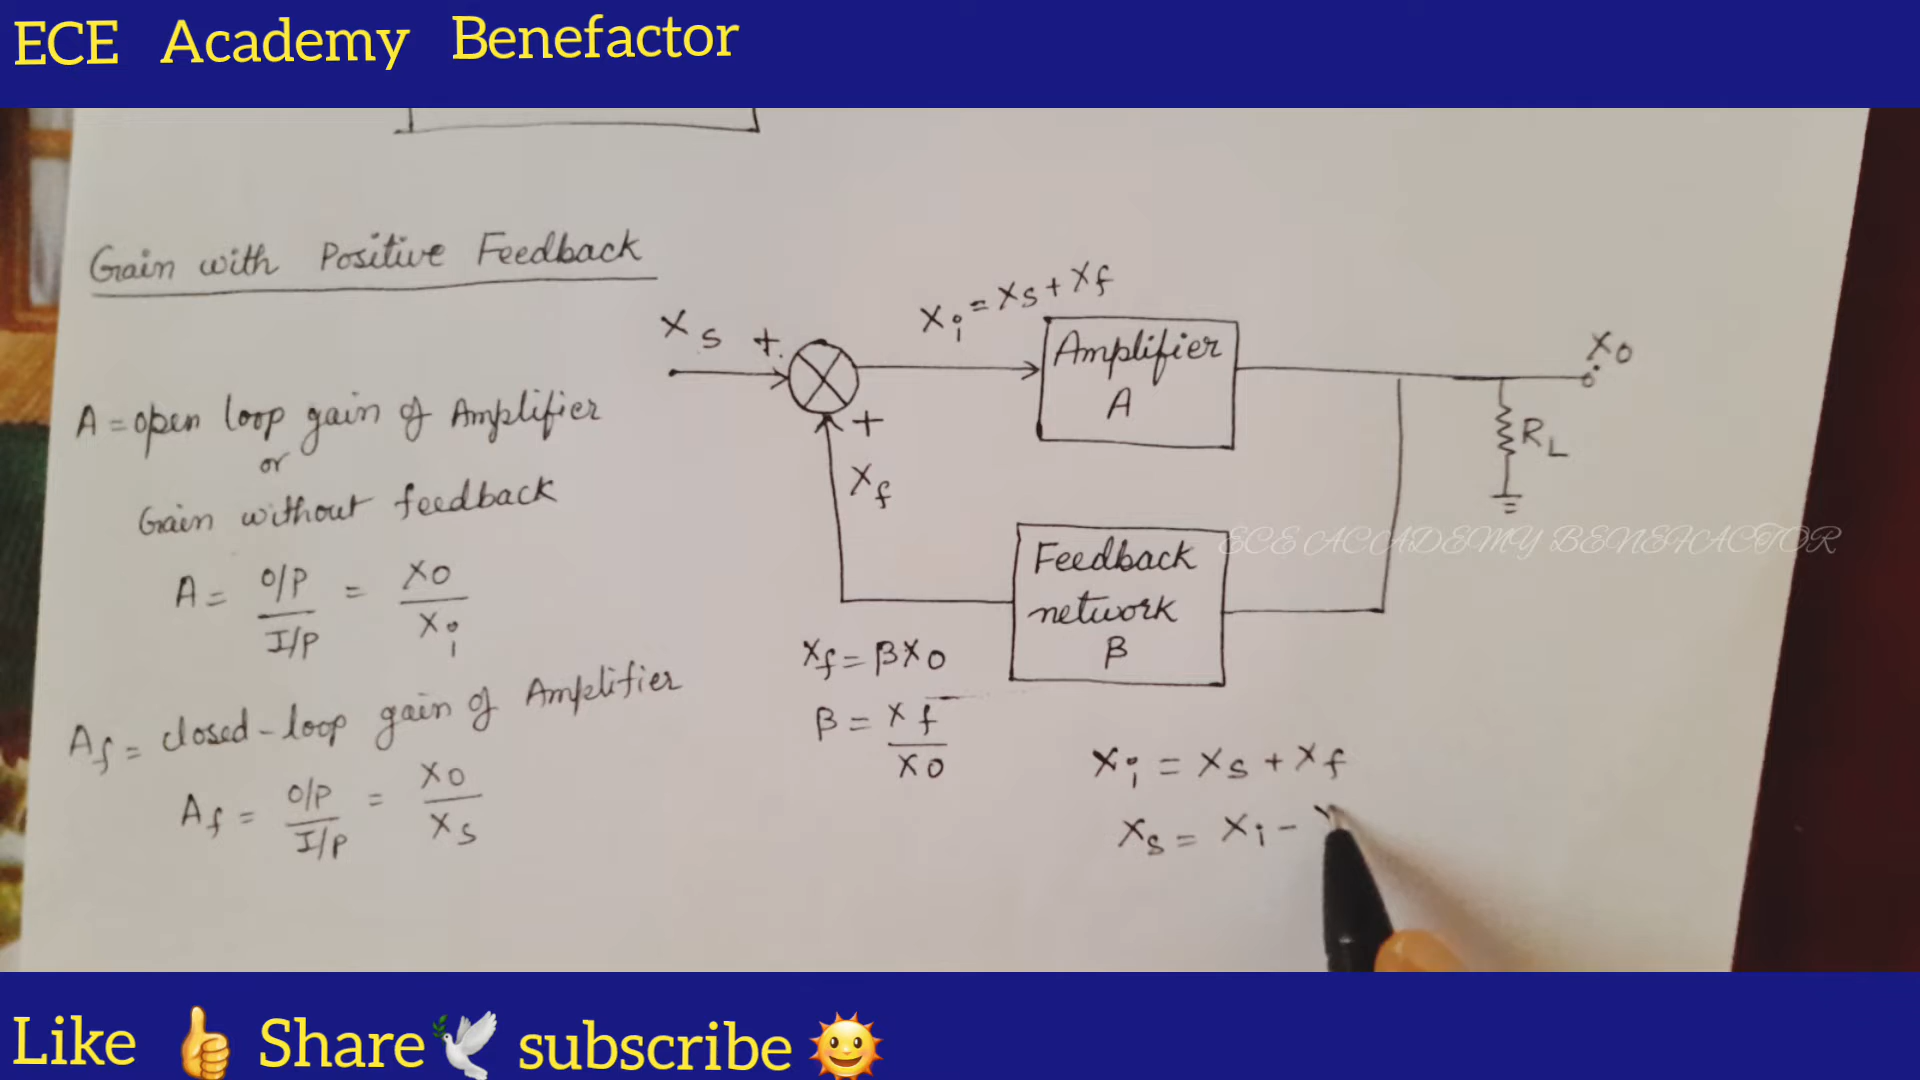 ECE Academy Benefactor
Gain with Positive Feedback
A = open loop gain of Amplifier
or
Gain without feedback
A = O/P / I/P = XO / Xi
Af = closed-loop gain of Amplifier
Af = O/P / I/P = XO / XS
XS +
Xi = XS + Xf
Amplifier
A
XO
RL
+
Xf
Feedback
network
β
Xf = βXO
β = Xf / XO
Xi = XS + Xf
XS = Xi -
ECE ACCADEMY BENEFACTOR
Like 👍 Share 🕊 subscribe 🌞